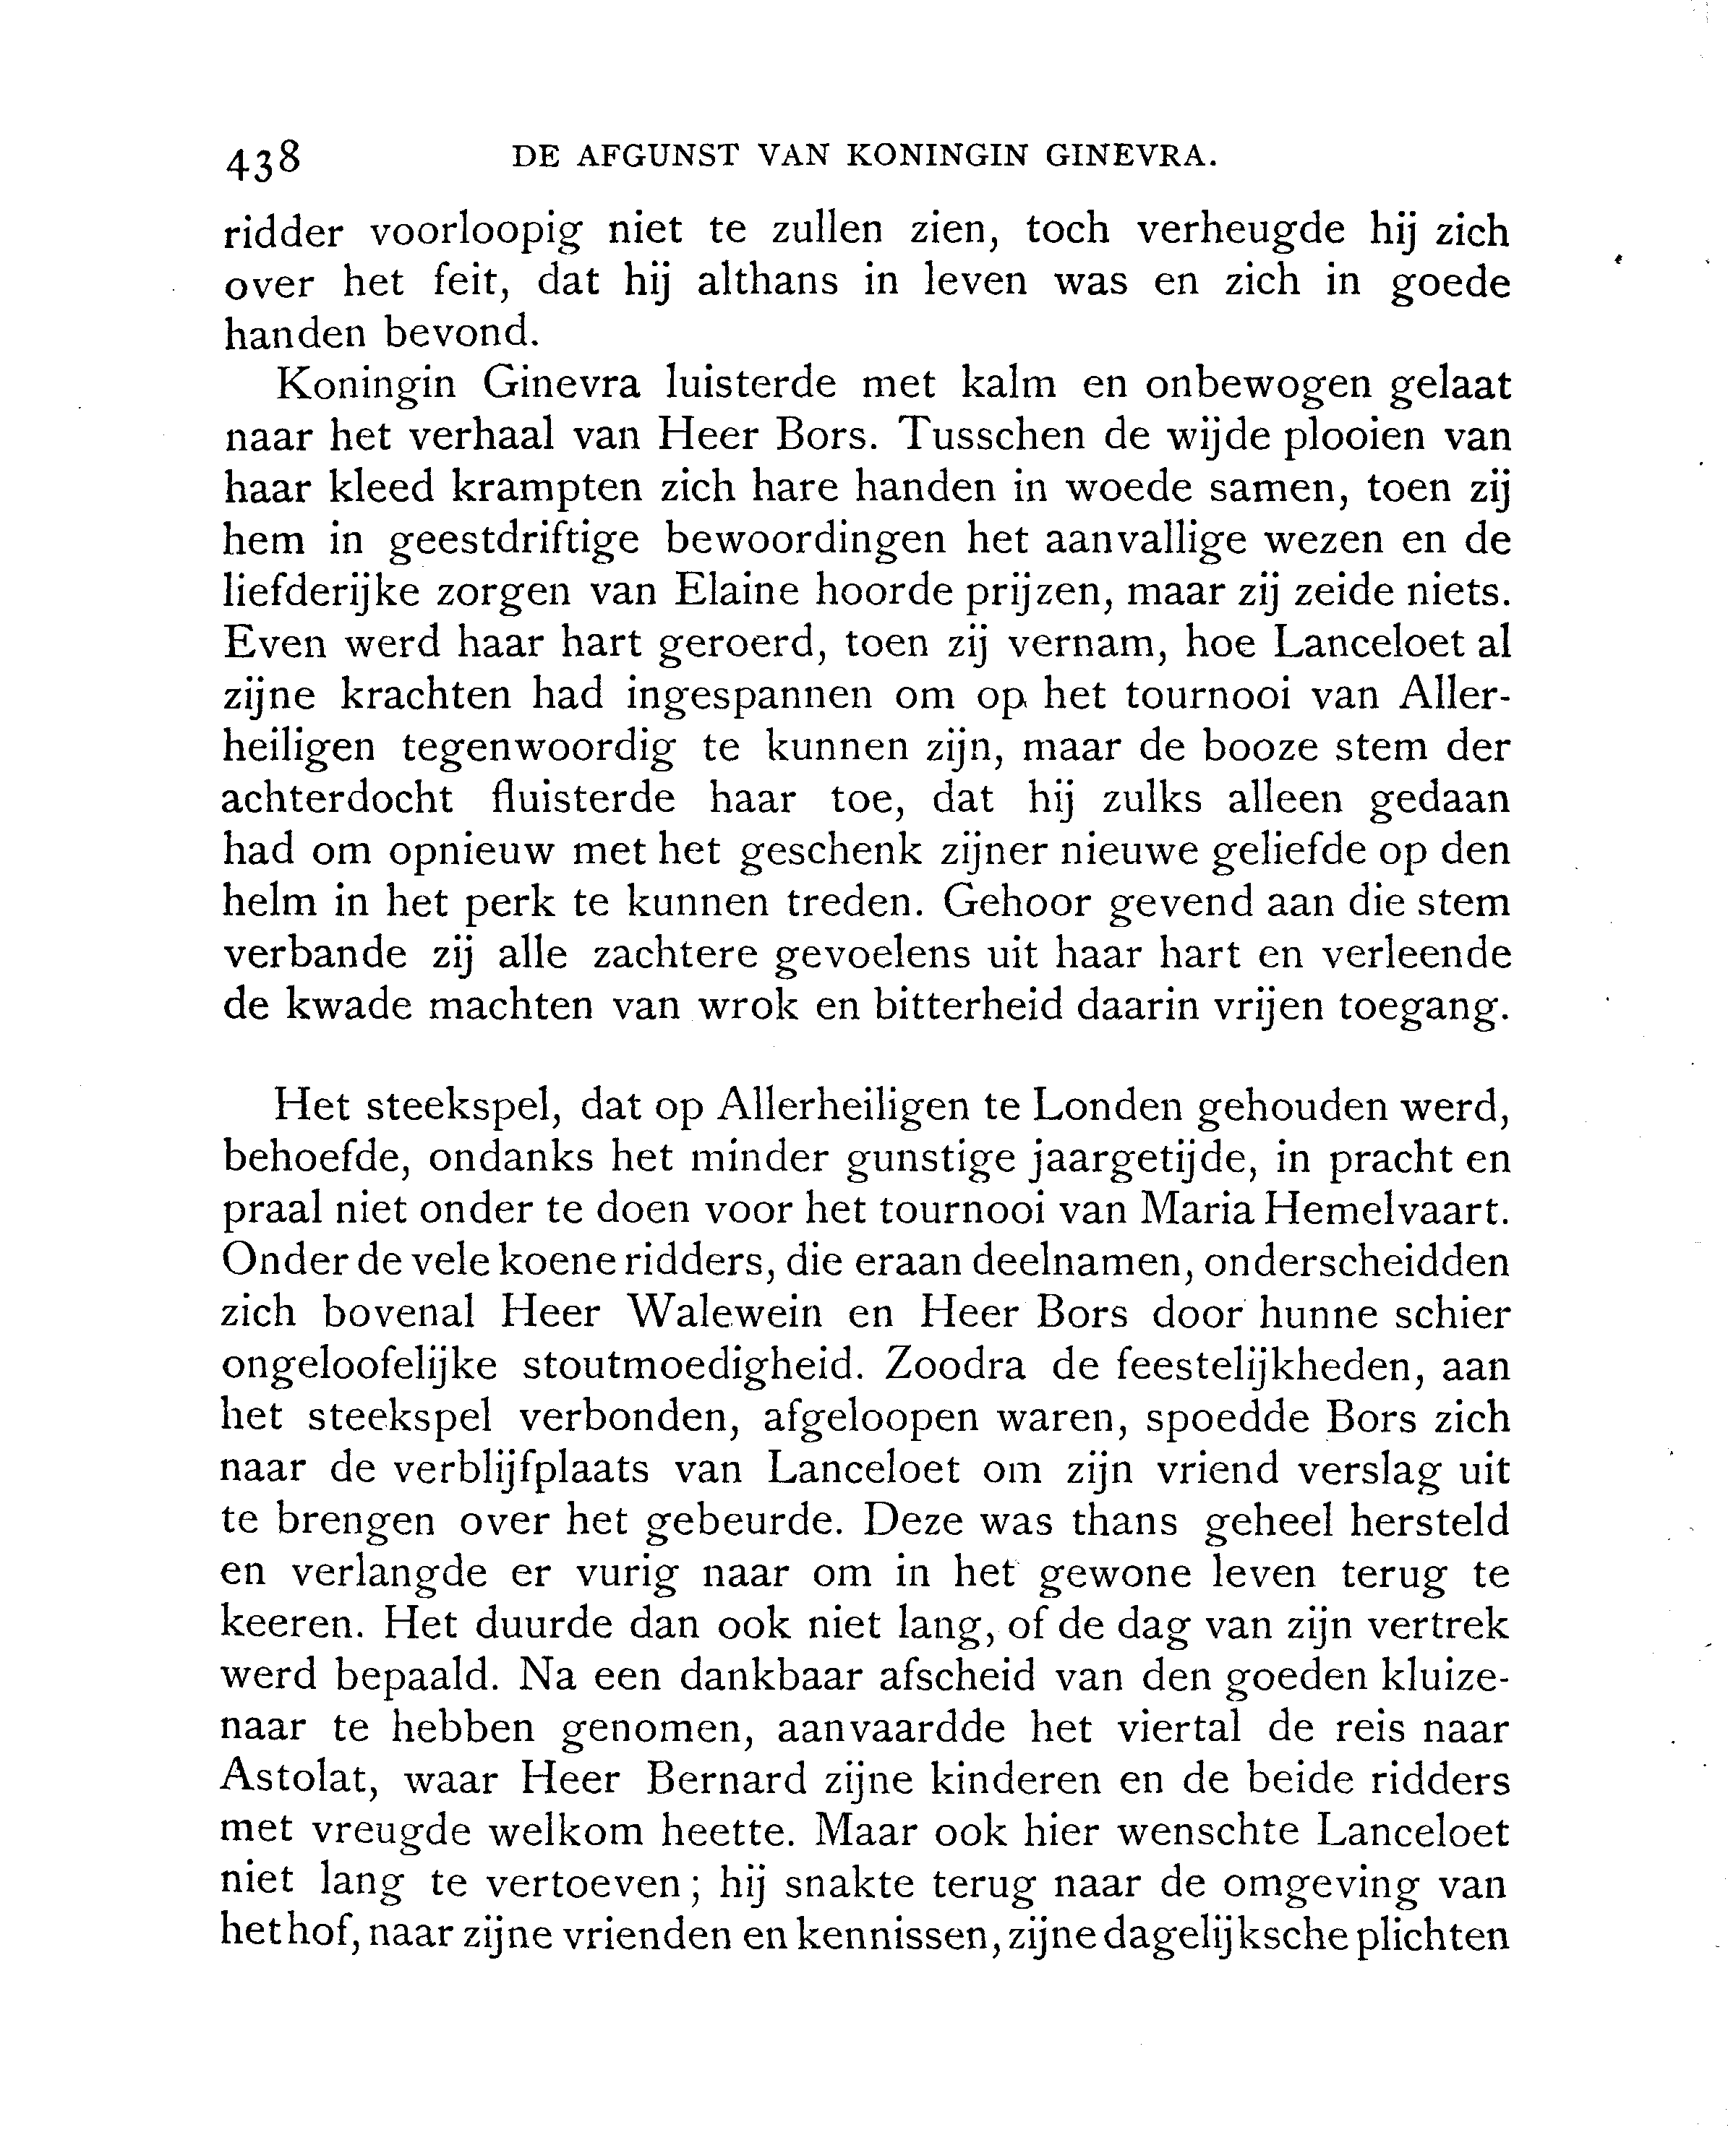 438 DE AFGUNST VAN KONINGIN GINEVRA.
ridder voorloopig niet te zullen zien, toch verheugde hij zich
over het feit, dat hij althans in leven was en zich in goede
handen bevond.
Koningin Ginevra luisterde met kalm en onbewogen gelaat
naar het verhaal van Heer Bors. Tusschen de wijde plooien van
haar kleed krampten zich hare handen in woede samen, toen zij
hem in geestdriftige bewoordingen het aanvallige wezen en de
liefderijke zorgen van Elaine hoorde prijzen, maar zij zeide niets.
Even werd haar hart geroerd, toen zij vernam, hoe Lanceloet al
zijne krachten had ingespannen om op het tournooi van Aller-
heiligen tegenwoordig te kunnen zijn, maar de booze stem der
achterdocht fluisterde haar toe, dat hij zulks alleen gedaan
had om opnieuw met het geschenk zijner nieuwe geliefde op den
helm in het perk te kunnen treden. Gehoor gevend aan die stem
verbande zij alle zachtere gevoelens uit haar hart en verleende
de kwade machten van wrok en bitterheid daarin vrijen toegang.
Het steekspel, dat op Allerheiligen te Londen gehouden werd,
behoefde, ondanks het minder gunstige jaargetijde, in pracht en
praal niet onder te doen voor het tournooi van Maria Hemelvaart.
Onder de vele koene ridders, die eraan deelnamen, onderscheidden
zich bovenal Heer Walewein en Heer Bors door hunne schier
ongeloofelijke stoutmoedigheid. Zoodra de feestelijkheden, aan
het steekspel verbonden, afgeloopen waren, spoedde Bors zich
naar de verblijfplaats van Lanceloet om zijn vriend verslag uit
te brengen over het gebeurde. Deze was thans geheel hersteld
en verlangde er vurig naar om in het gewone leven terug te
keeren. Het duurde dan ook niet lang, of de dag van zijn vertrek
werd bepaald. Na een dankbaar afscheid van den goeden kluize-
naar te hebben genomen, aanvaardde het viertal de reis naar
Astolat, waar Heer Bernard zijne kinderen en de beide ridders
met vreugde welkom heette. Maar ook hier wenschte Lanceloet
niet lang te vertoeven; hij snakte terug naar de omgeving van
het hof, naar zijne vrienden en kennissen, zijne dagelijksche plichten